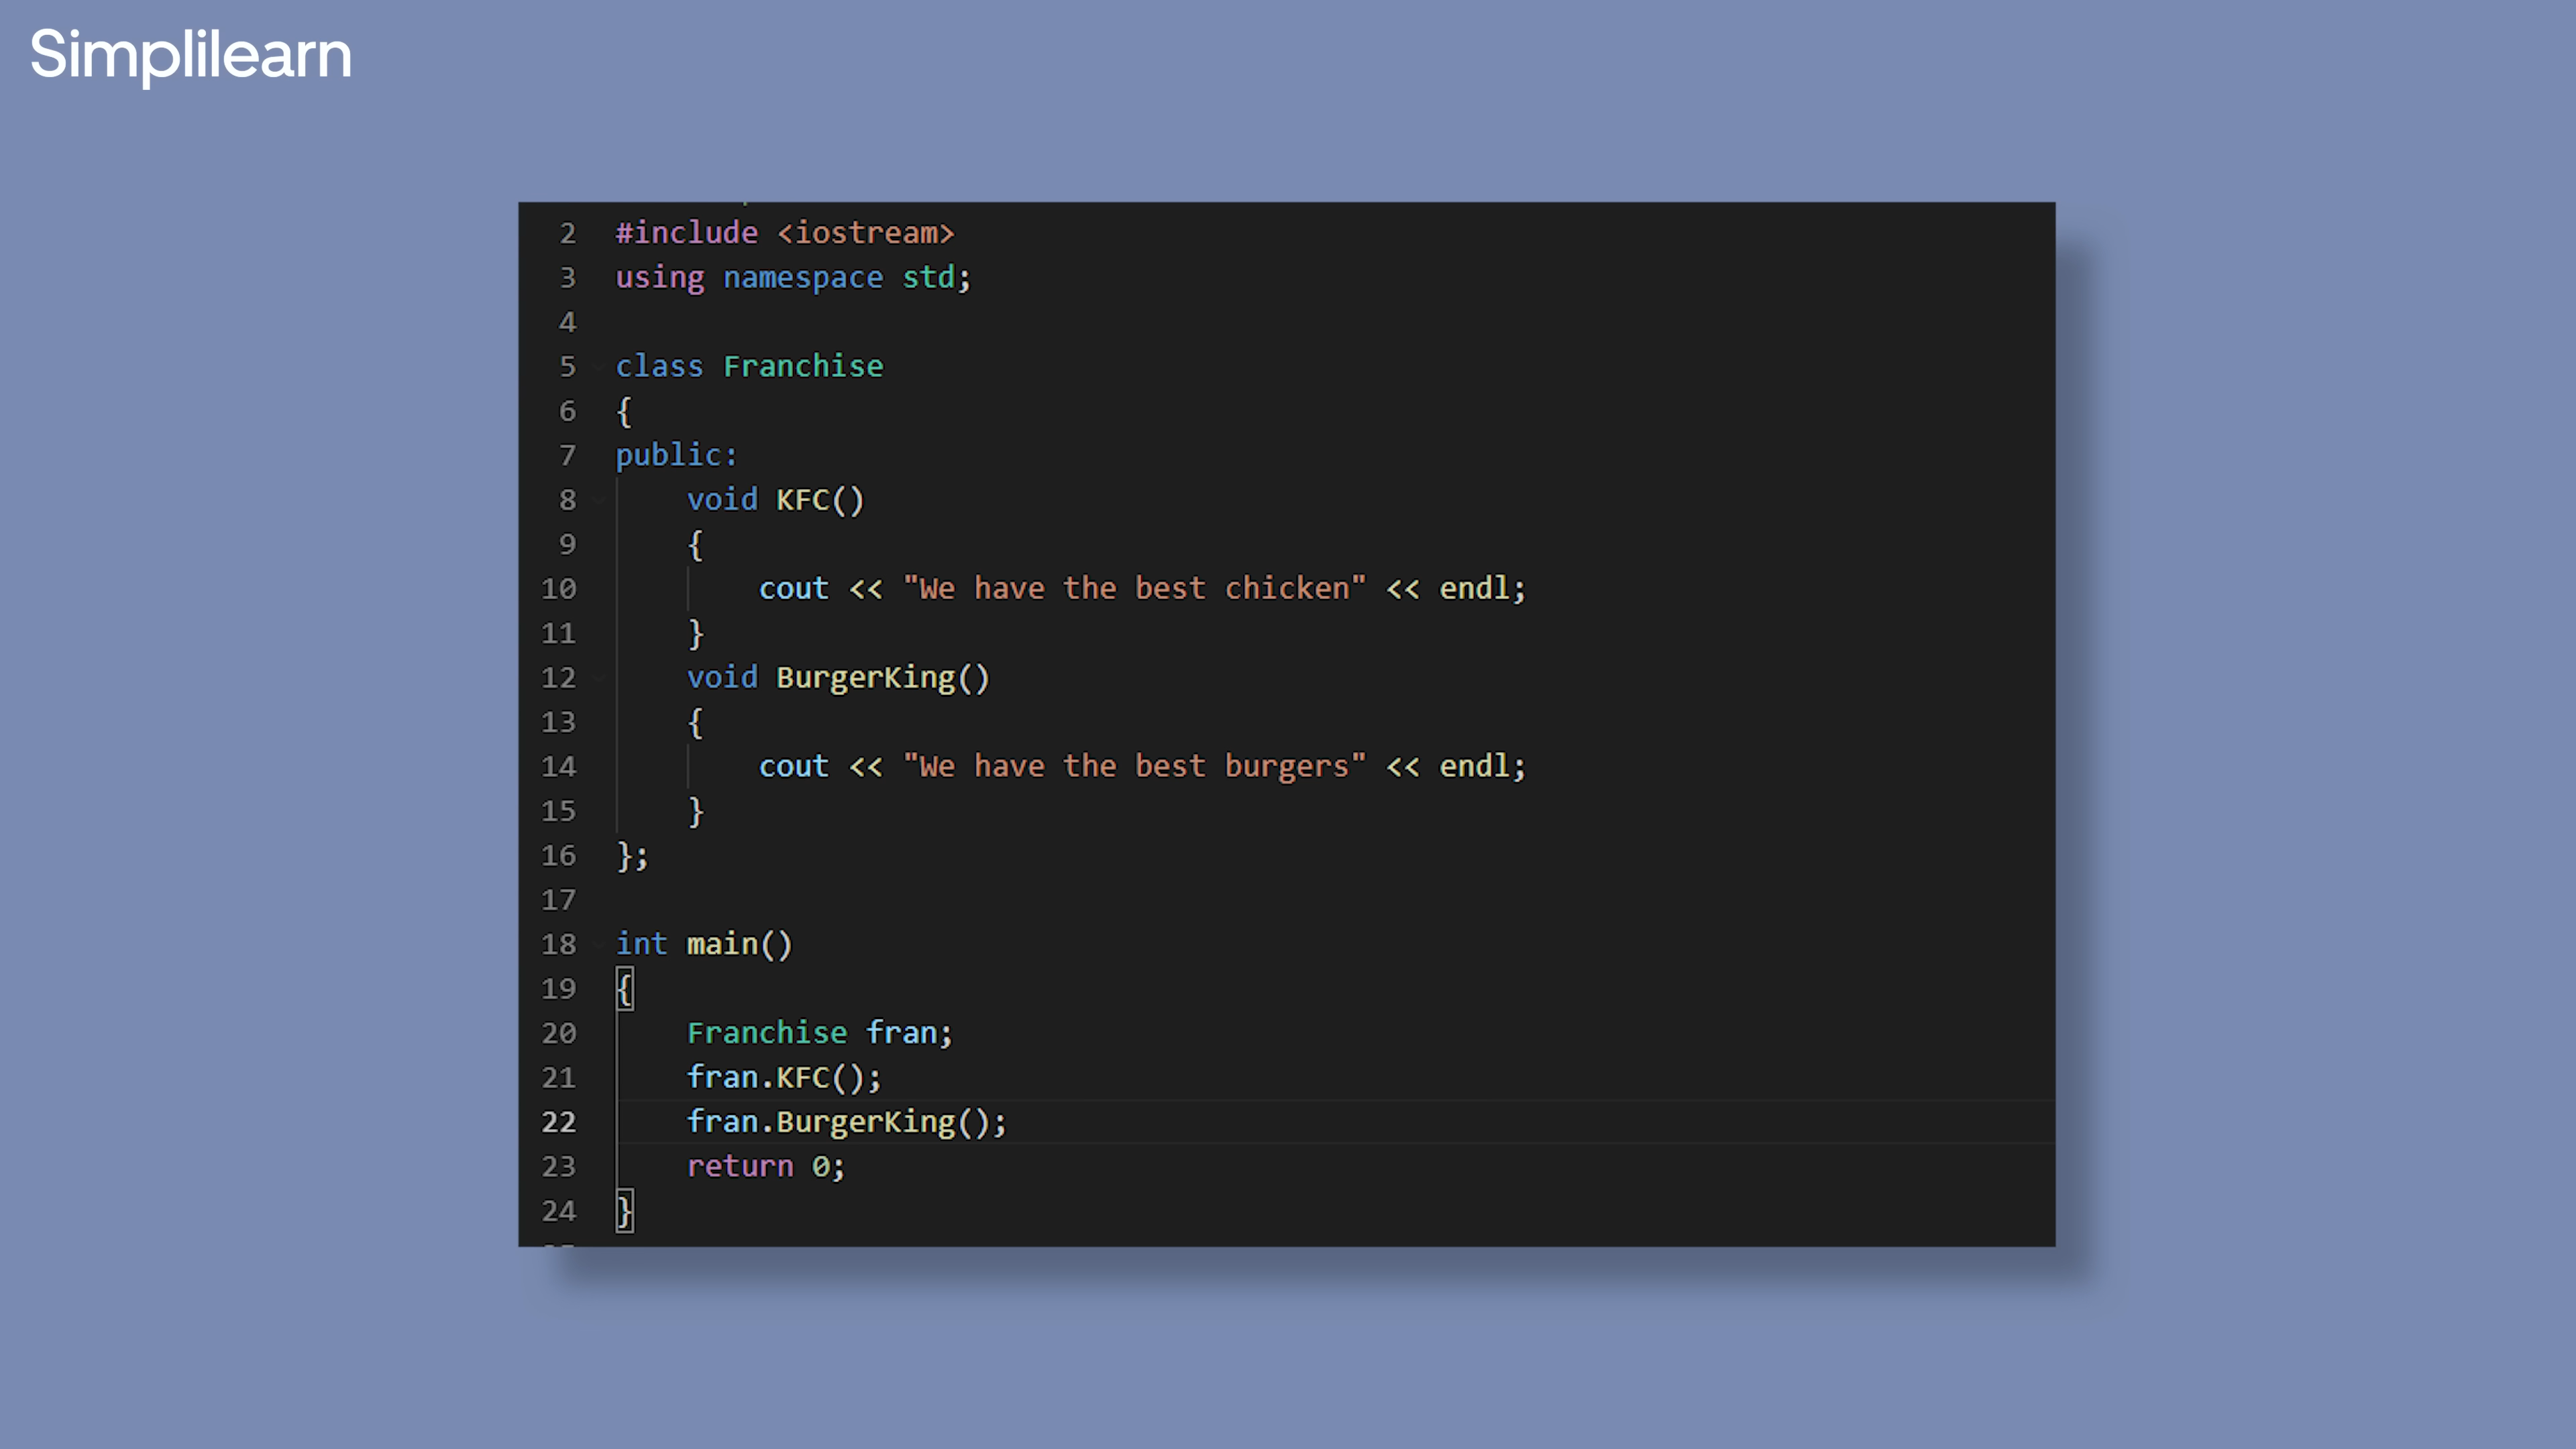 Simplilearn
2 #include <iostream>
3 using namespace std;
4
5 class Franchise
6 {
7 public:
8     void KFC()
9     {
10         cout << "We have the best chicken" << endl;
11     }
12     void BurgerKing()
13     {
14         cout << "We have the best burgers" << endl;
15     }
16 };
17
18 int main()
19 {
20     Franchise fran;
21     fran.KFC();
22     fran.BurgerKing();
23     return 0;
24 }